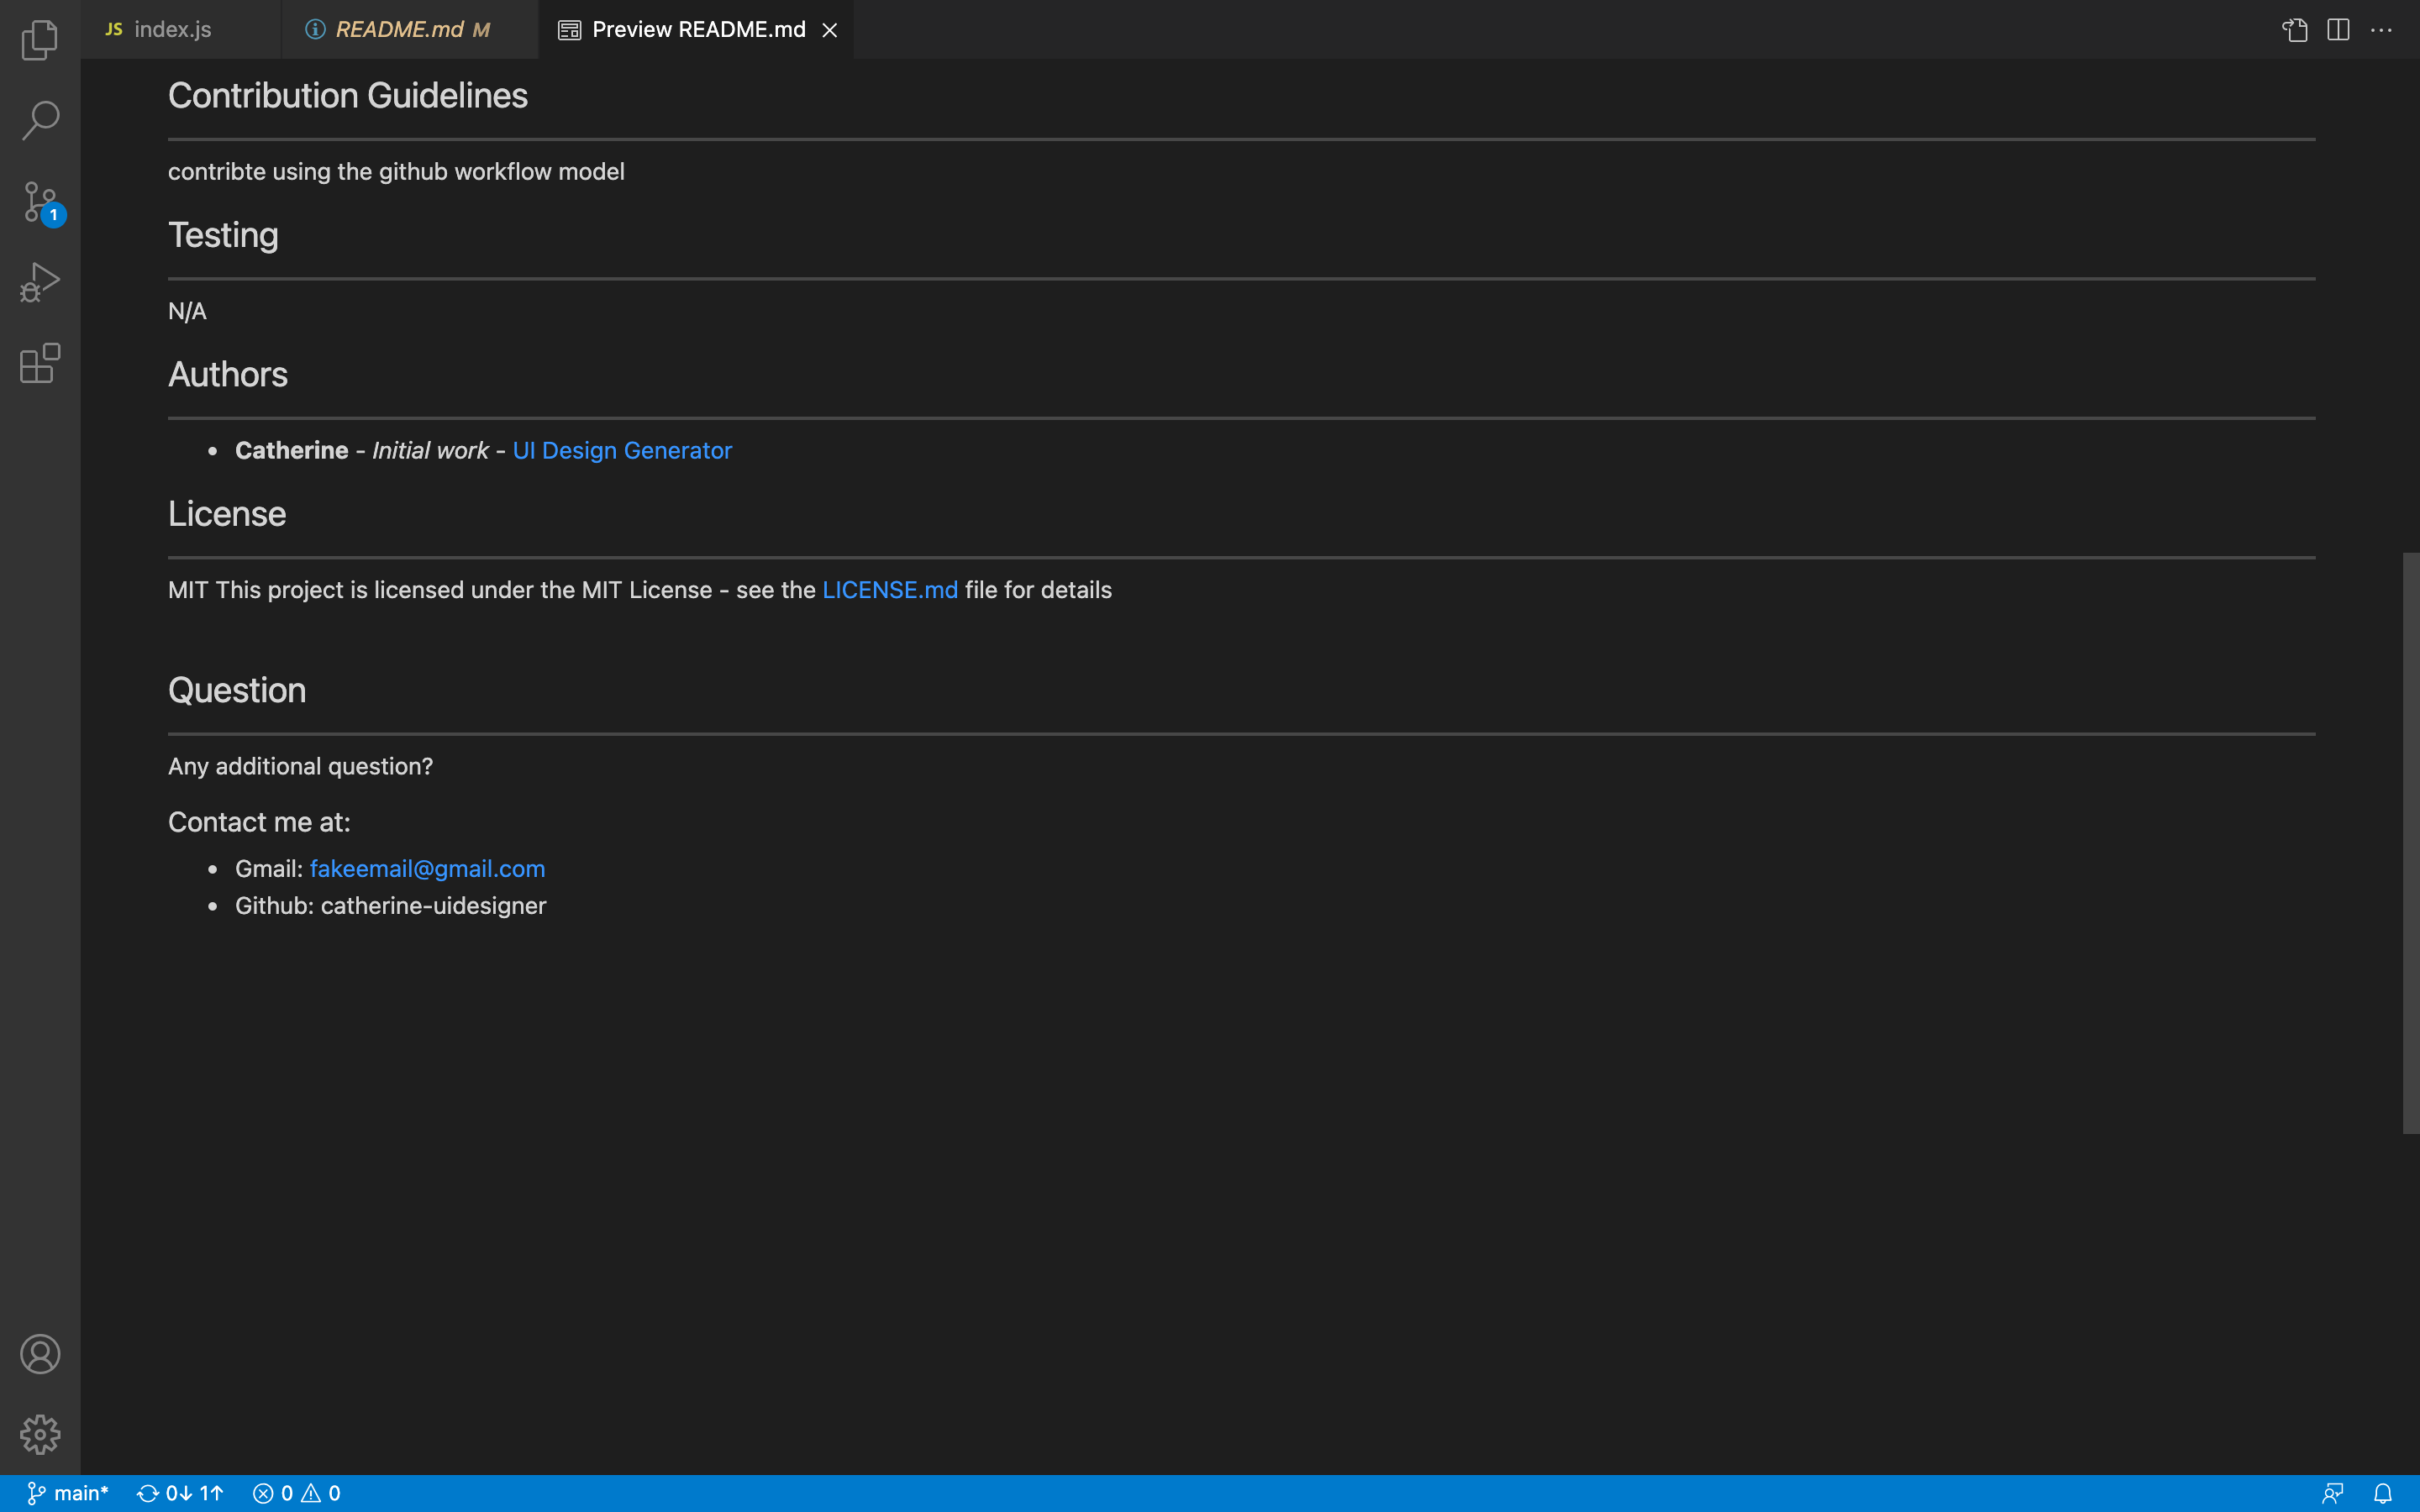 JS index.js README.md M Preview README.md
Contribution Guidelines
contribte using the github workflow model
1
Testing
N/A
Authors
• Catherine - Initial work - UI Design Generator
License
MIT This project is licensed under the MIT License - see the LICENSE.md file for details
Question
Any additional question?
Contact me at:
• Gmail: fakeemail@gmail.com
• Github: catherine-uidesigner
main* 0↓ 1↑ 0 0